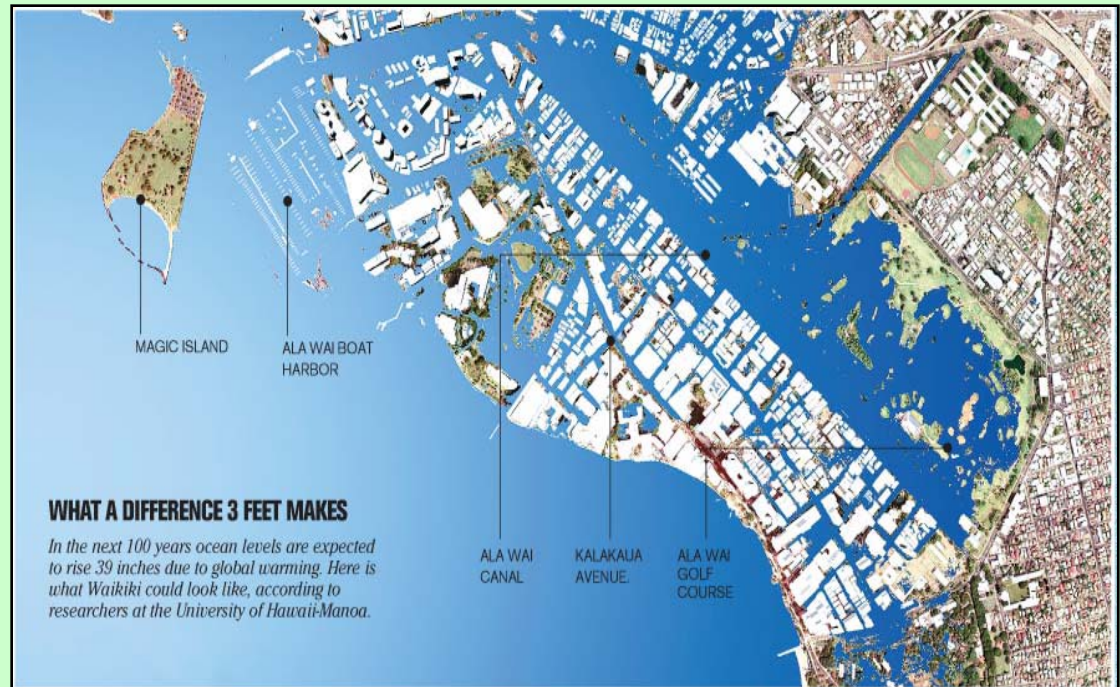 MAGIC ISLAND
ALA WAI BOAT
HARBOR
WHAT A DIFFERENCE 3 FEET MAKES
In the next 100 years ocean levels are expected
to rise 39 inches due to global warming. Here is
what Waikiki could look like, according to
researchers at the University of Hawaii-Manoa.
ALA WAI
CANAL
KALAKAUA
AVENUE.
ALA WAI
GOLF
COURSE